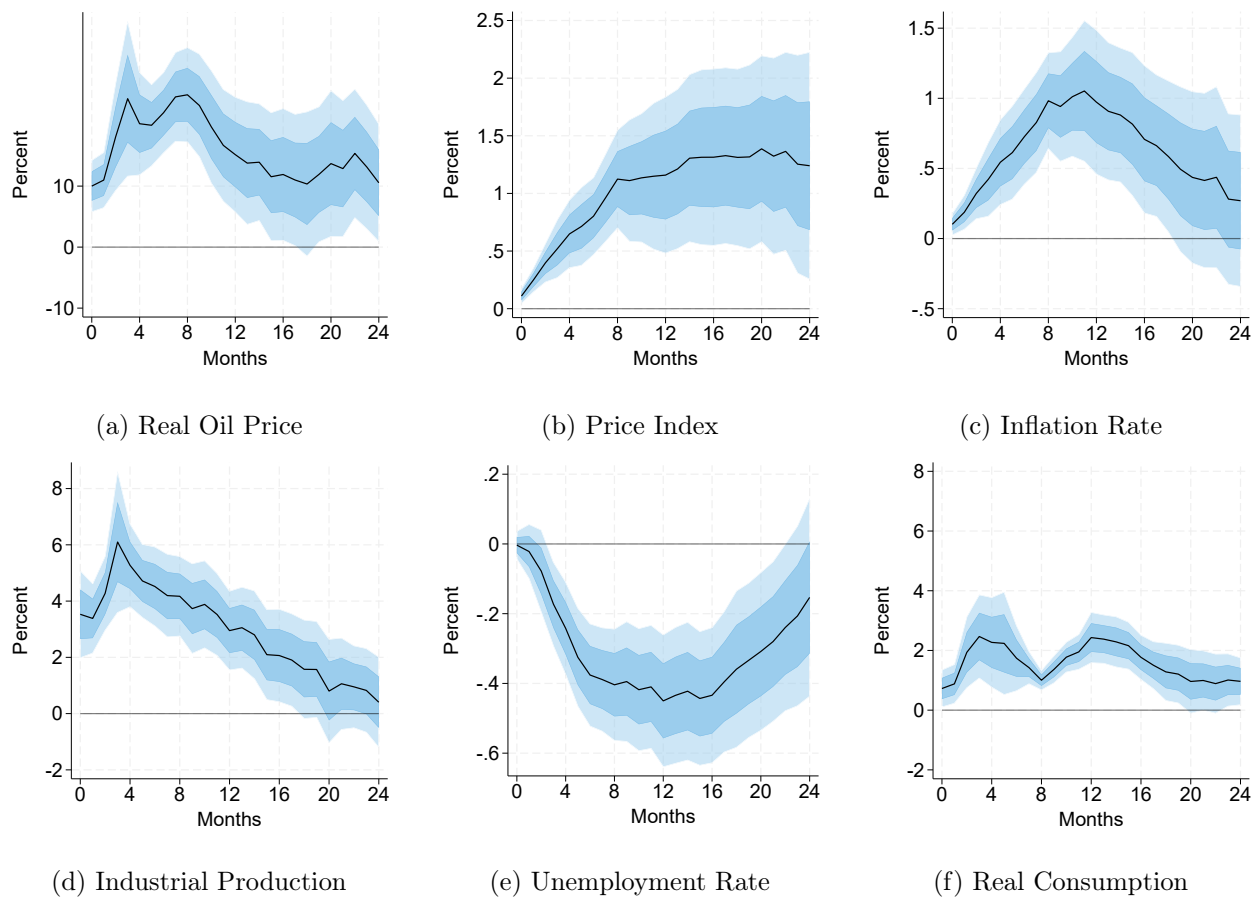 Percent
10
0
-10
0 4 8 12 16 20 24
Months
(a) Real Oil Price
Percent
2.5
2
1.5
1
.5
0
0 4 8 12 16 20 24
Months
(b) Price Index
Percent
1.5
1
.5
0
-.5
0 4 8 12 16 20 24
Months
(c) Inflation Rate
Percent
8
6
4
2
0
-2
0 4 8 12 16 20 24
Months
(d) Industrial Production
Percent
.2
0
-.2
-.4
-.6
0 4 8 12 16 20 24
Months
(e) Unemployment Rate
Percent
8
6
4
2
0
-2
0 4 8 12 16 20 24
Months
(f) Real Consumption